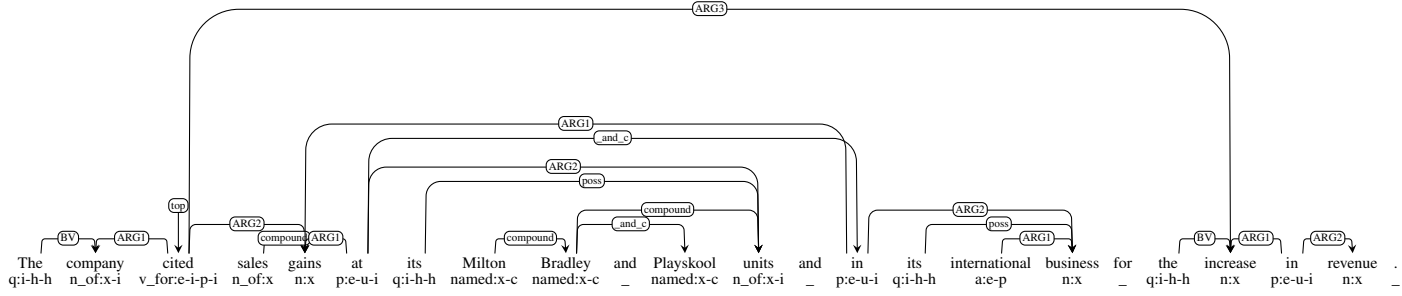 ARG3
ARG1
_and_c
ARG2
poss
top
compound ARG2
ARG2 _and_c poss
BV ARG1 compound ARG1 compound ARG1 BV ARG1 ARG2
The company cited sales gains at its Milton Bradley and Playskool units and in its international business for the increase in revenue .
q:i-h-h n_of:x-i v_for:e-i-p-i n_of:x n:x p:e-u-i q:i-h-h named:x-c named:x-c _ named:x-c n_of:x-i _ p:e-u-i q:i-h-h a:e-p n:x _ q:i-h-h n:x p:e-u-i n:x _